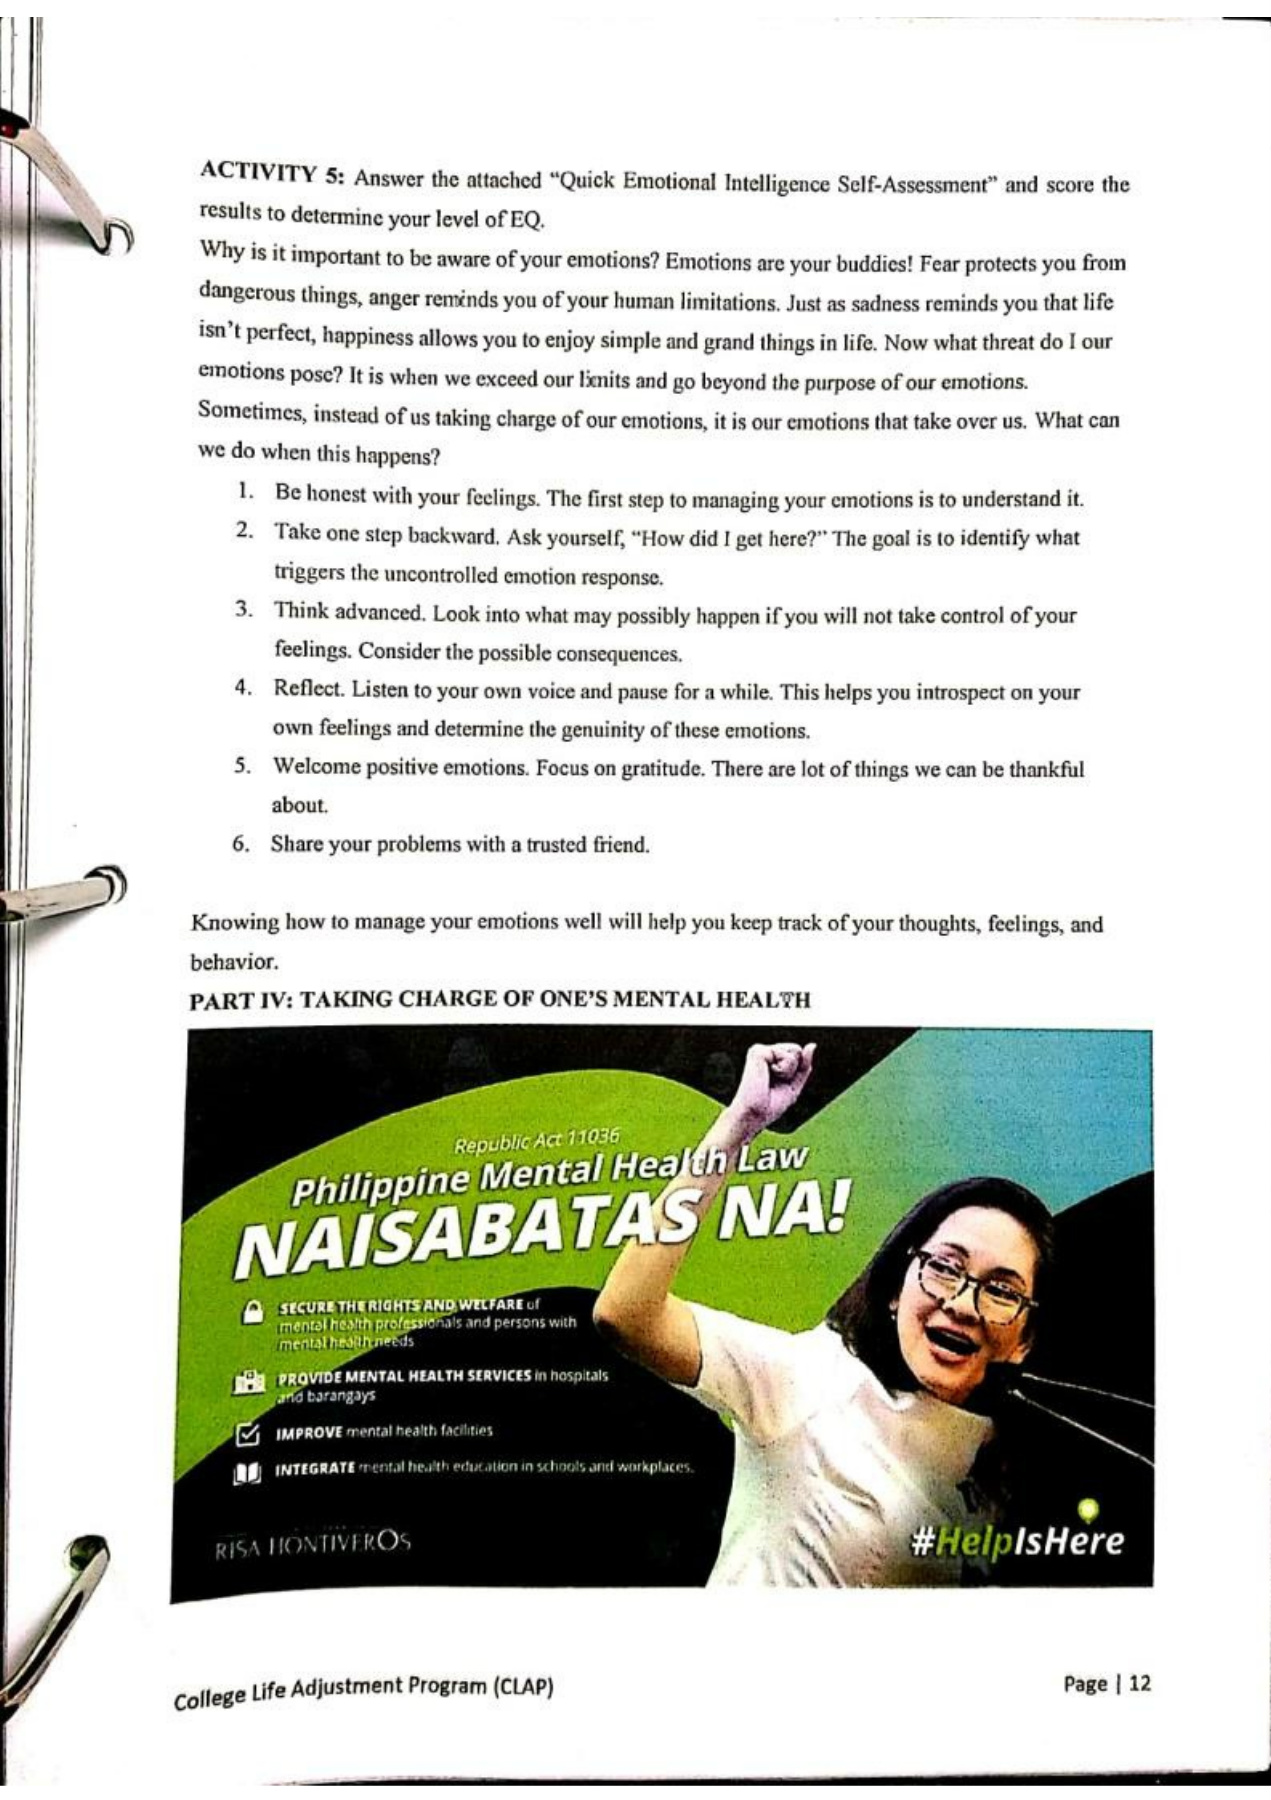 ACTIVITY 5: Answer the attached “Quick Emotional Intelligence Self-Assessment” and score the
results to determine your level of EQ.
Why is it important to be aware of your emotions? Emotions are your buddies! Fear protects you from
dangerous things, anger reminds you of your human limitations. Just as sadness reminds you that life
isn’t perfect, happiness allows you to enjoy simple and grand things in life. Now what threat do I our
emotions pose? It is when we exceed our limits and go beyond the purpose of our emotions.
Sometimes, instead of us taking charge of our emotions, it is our emotions that take over us. What can
we do when this happens?
1. Be honest with your feelings. The first step to managing your emotions is to understand it.
2. Take one step backward. Ask yourself, “How did I get here?” The goal is to identify what
triggers the uncontrolled emotion response.
3. Think advanced. Look into what may possibly happen if you will not take control of your
feelings. Consider the possible consequences.
4. Reflect. Listen to your own voice and pause for a while. This helps you introspect on your
own feelings and determine the genuinity of these emotions.
5. Welcome positive emotions. Focus on gratitude. There are lot of things we can be thankful
about.
6. Share your problems with a trusted friend.
Knowing how to manage your emotions well will help you keep track of your thoughts, feelings, and
behavior.
PART IV: TAKING CHARGE OF ONE’S MENTAL HEALTH
Republic Act 11036
Philippine Mental Health Law
NAISABATAS NA!
SECURE THE RIGHTS AND WELFARE of
mental health professionals and persons with
mental health needs
PROVIDE MENTAL HEALTH SERVICES in hospitals
and barangays
IMPROVE mental health facilities
INTEGRATE mental health education in schools and workplaces.
RISA HONTIVEROS
#HelpIsHere
College Life Adjustment Program (CLAP)
Page | 12